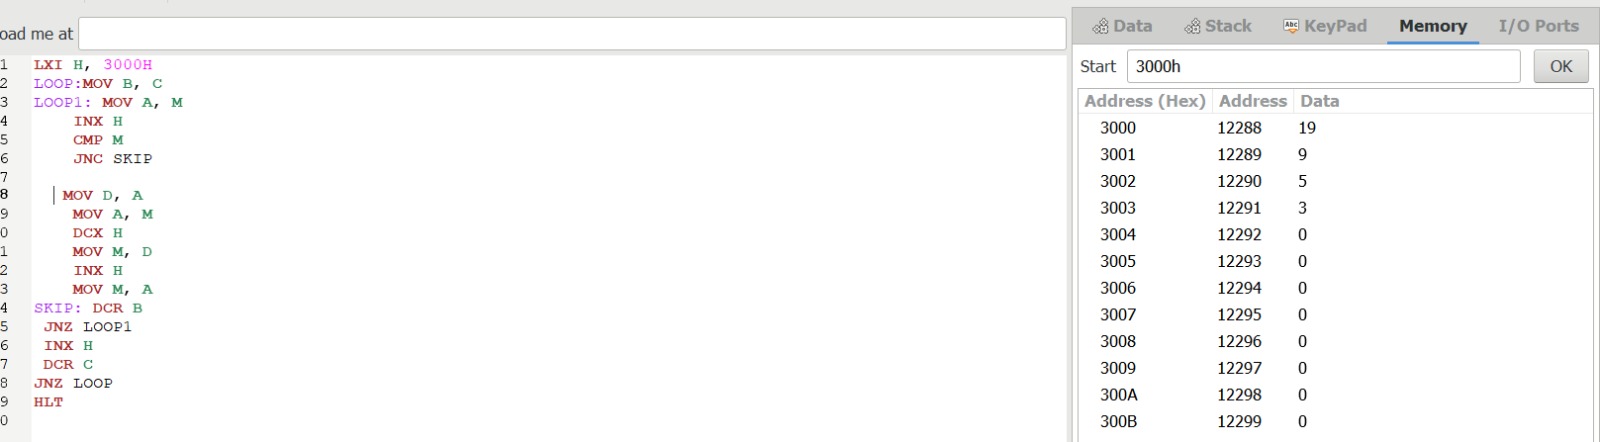 oad me at
1 LXI H, 3000H
2 LOOP:MOV B, C
3 LOOP1: MOV A, M
4 INX H
5 CMP M
6 JNC SKIP
7
8 MOV D, A
9 MOV A, M
0 DCX H
1 MOV M, D
2 INX H
3 MOV M, A
4 SKIP: DCR B
5 JNZ LOOP1
6 INX H
7 DCR C
8 JNZ LOOP
9 HLT
0
Data Stack Abc KeyPad Memory I/O Ports
Start 3000h OK
Address (Hex) Address Data
3000 12288 19
3001 12289 9
3002 12290 5
3003 12291 3
3004 12292 0
3005 12293 0
3006 12294 0
3007 12295 0
3008 12296 0
3009 12297 0
300A 12298 0
300B 12299 0